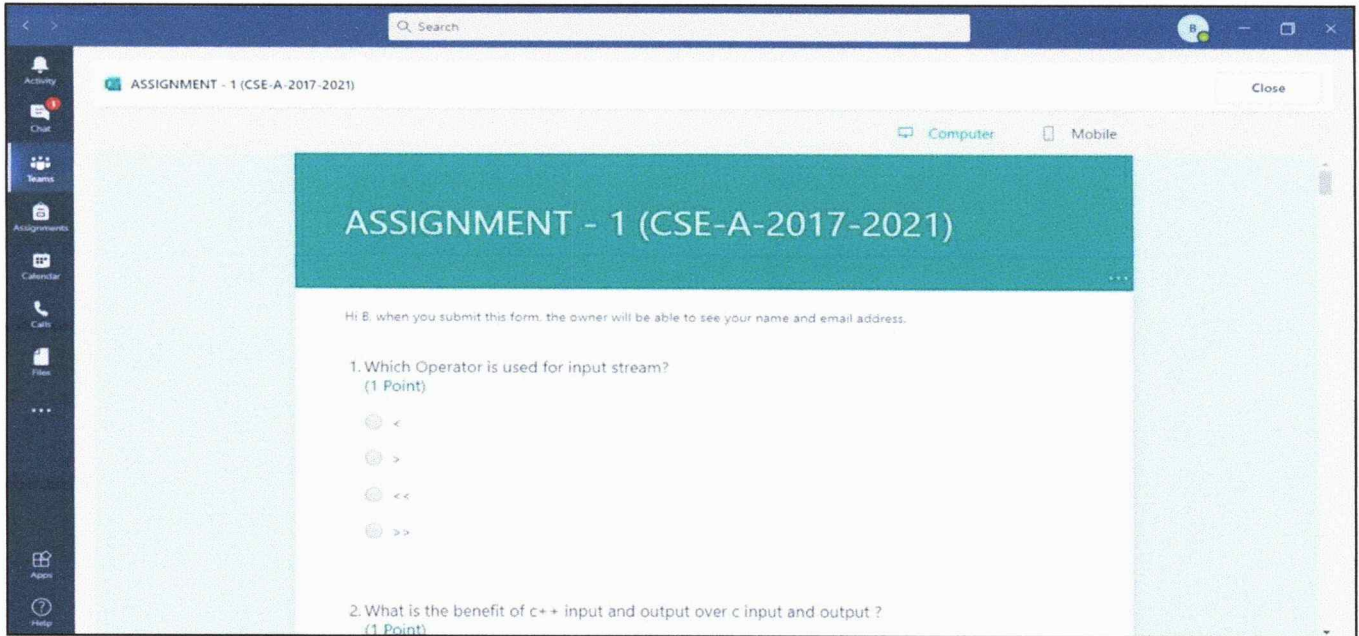 Search
B
Activity
ASSIGNMENT - 1 (CSE-A-2017-2021)
Close
1
Chat
Computer
Mobile
Teams
ASSIGNMENT - 1 (CSE-A-2017-2021)
Assignments
Calendar
Hi B, when you submit this form, the owner will be able to see your name and email address.
Calls
Files
1. Which Operator is used for input stream?
(1 Point)
<
>
<<
>>
Apps
Help
2. What is the benefit of c++ input and output over c input and output ?
(1 Point)